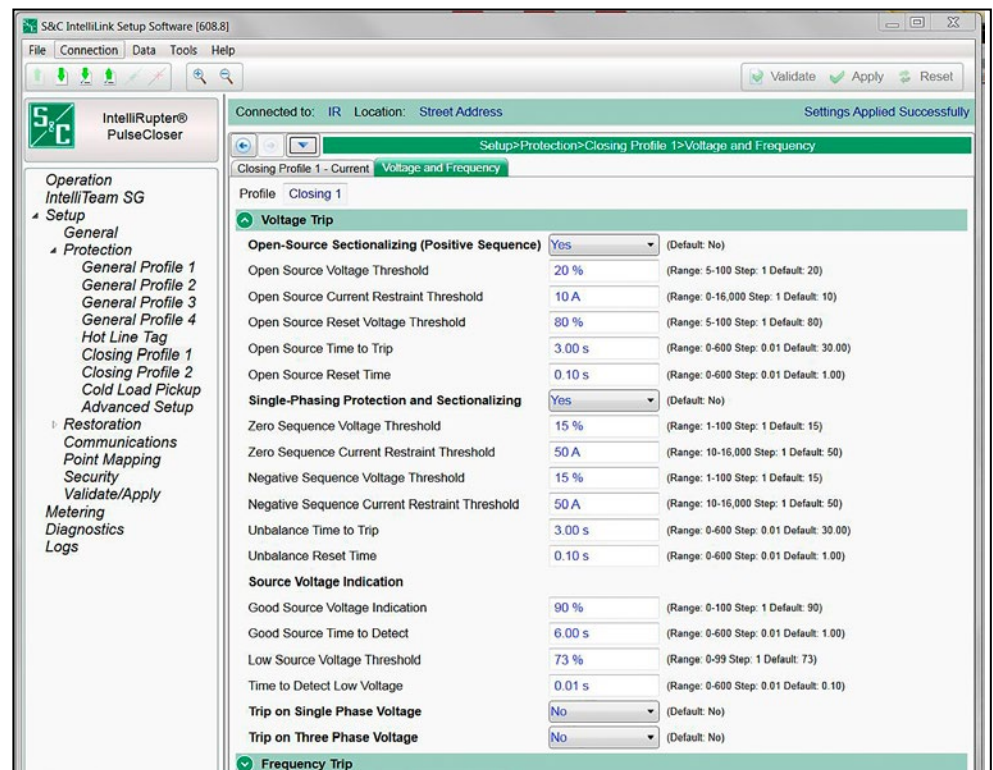 S&C IntelliLink Setup Software [608.8]
File Connection Data Tools Help
Validate Apply Reset
S&C
IntelliRupter®
PulseCloser
Connected to: IR Location: Street Address Settings Applied Successfully
Setup>Protection>Closing Profile 1>Voltage and Frequency
Closing Profile 1 - Current Voltage and Frequency
Profile Closing 1
Operation
IntelliTeam SG
Setup
General
Protection
General Profile 1
General Profile 2
General Profile 3
General Profile 4
Hot Line Tag
Closing Profile 1
Closing Profile 2
Cold Load Pickup
Advanced Setup
Restoration
Communications
Point Mapping
Security
Validate/Apply
Metering
Diagnostics
Logs
Voltage Trip
Open-Source Sectionalizing (Positive Sequence) Yes (Default: No)
Open Source Voltage Threshold 20 % (Range: 5-100 Step: 1 Default: 20)
Open Source Current Restraint Threshold 10 A (Range: 0-16,000 Step: 1 Default: 10)
Open Source Reset Voltage Threshold 80 % (Range: 5-100 Step: 1 Default: 80)
Open Source Time to Trip 3.00 s (Range: 0-600 Step: 0.01 Default: 30.00)
Open Source Reset Time 0.10 s (Range: 0-600 Step: 0.01 Default: 1.00)
Single-Phasing Protection and Sectionalizing Yes (Default: No)
Zero Sequence Voltage Threshold 15 % (Range: 1-100 Step: 1 Default: 15)
Zero Sequence Current Restraint Threshold 50 A (Range: 10-16,000 Step: 1 Default: 50)
Negative Sequence Voltage Threshold 15 % (Range: 1-100 Step: 1 Default: 15)
Negative Sequence Current Restraint Threshold 50 A (Range: 10-16,000 Step: 1 Default: 50)
Unbalance Time to Trip 3.00 s (Range: 0-600 Step: 0.01 Default: 30.00)
Unbalance Reset Time 0.10 s (Range: 0-600 Step: 0.01 Default: 1.00)
Source Voltage Indication
Good Source Voltage Indication 90 % (Range: 0-100 Step: 1 Default: 90)
Good Source Time to Detect 6.00 s (Range: 0-600 Step: 0.01 Default: 1.00)
Low Source Voltage Threshold 73 % (Range: 0-99 Step: 1 Default: 73)
Time to Detect Low Voltage 0.01 s (Range: 0-600 Step: 0.01 Default: 0.10)
Trip on Single Phase Voltage No (Default: No)
Trip on Three Phase Voltage No (Default: No)
Frequency Trip